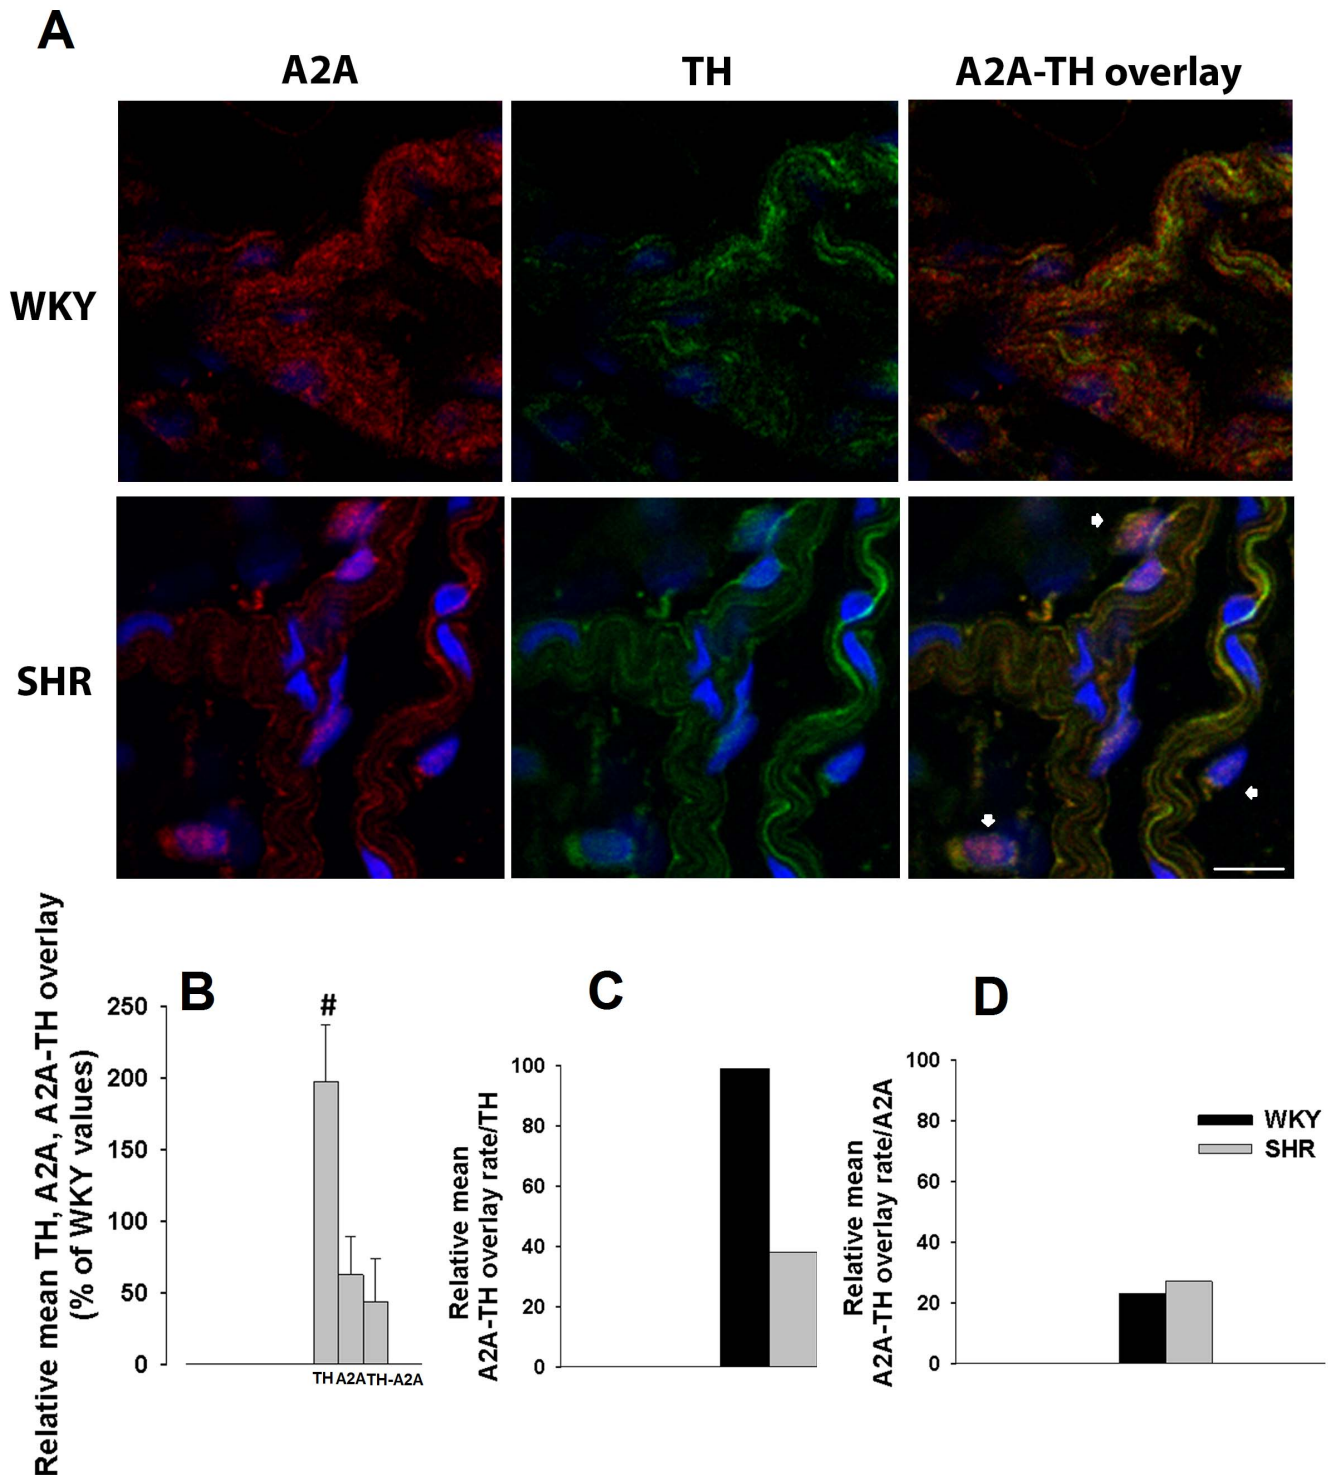 A
A2A
TH
A2A-TH overlay
WKY
SHR
Relative mean TH, A2A, A2A-TH overlay
(% of WKY values)
B
250
200
150
100
50
0
#
TH A2A TH-A2A
C
Relative mean
A2A-TH overlay rate/TH
100
80
60
40
20
0
D
Relative mean
A2A-TH overlay rate/A2A
100
80
60
40
20
0
WKY
SHR